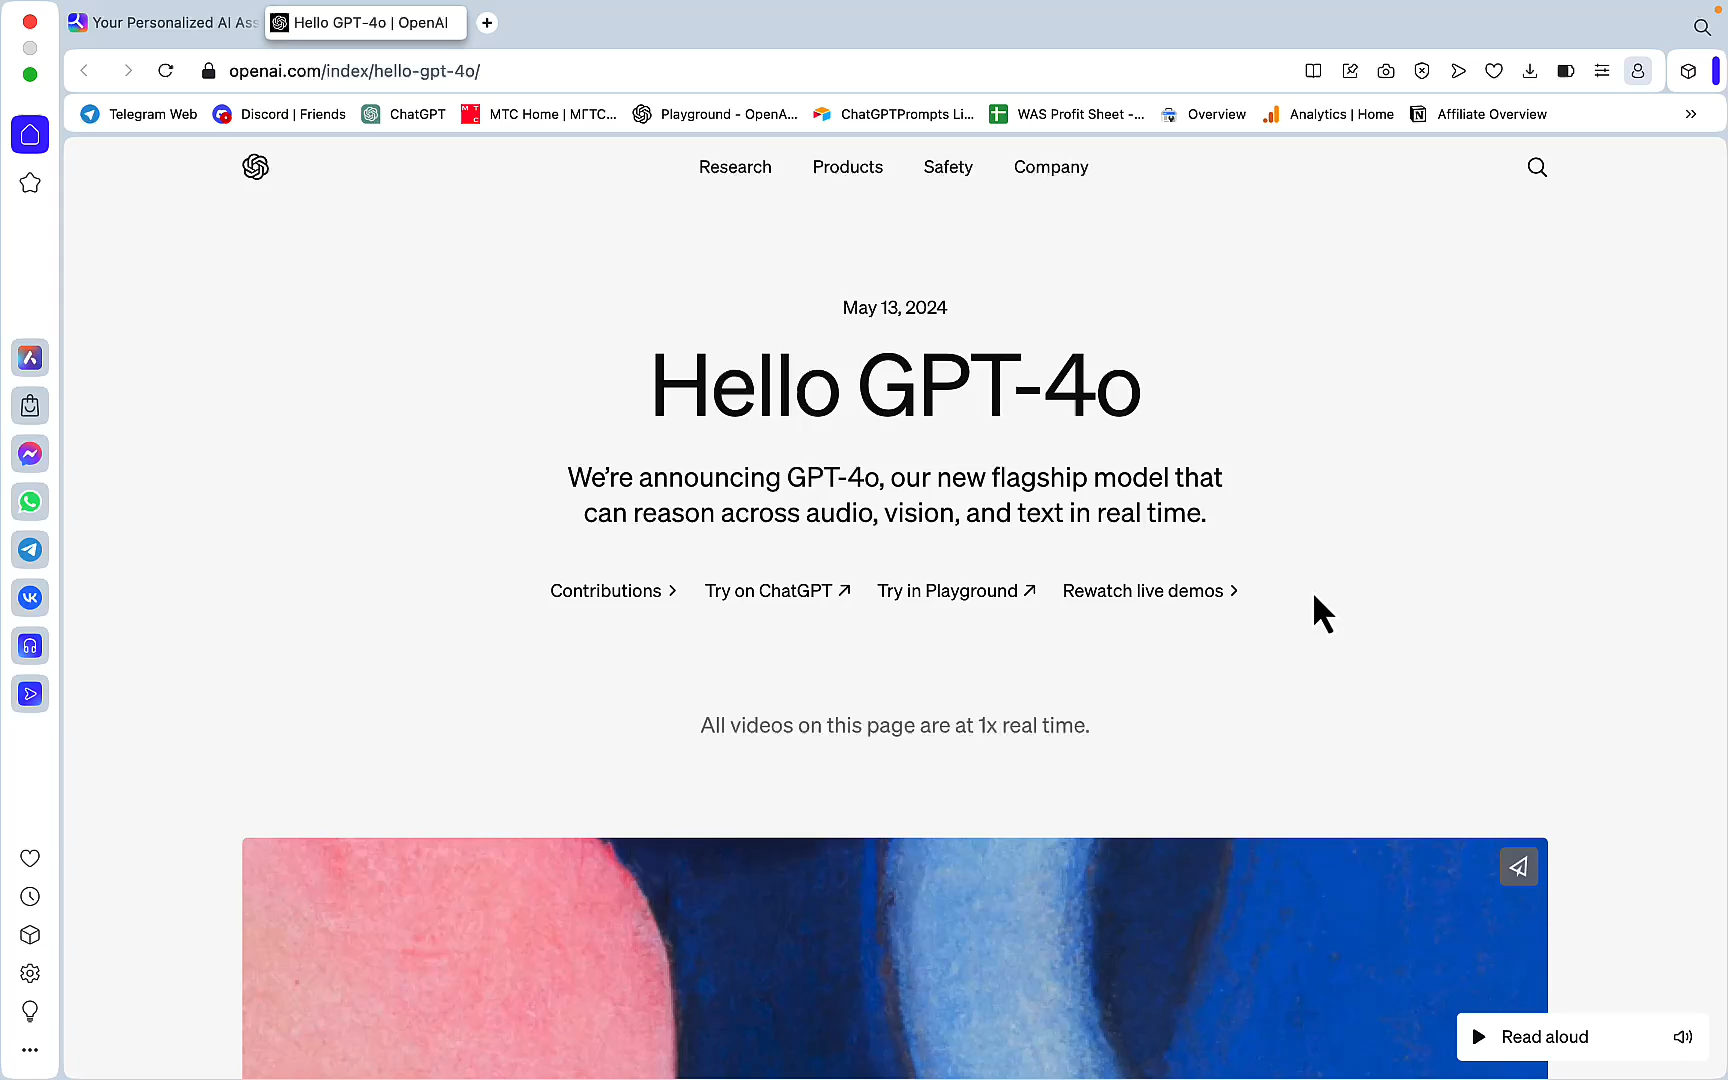 Your Personalized AI Ass
Hello GPT-4o | OpenAI
openai.com/index/hello-gpt-4o/
Telegram Web
Discord | Friends
ChatGPT
МТС Home | МГТС...
Playground - OpenA...
ChatGPTPrompts Li...
WAS Profit Sheet -...
Overview
Analytics | Home
Affiliate Overview
Research
Products
Safety
Company
May 13, 2024
Hello GPT-4o
We’re announcing GPT-4o, our new flagship model that
can reason across audio, vision, and text in real time.
Contributions
Try on ChatGPT
Try in Playground
Rewatch live demos
All videos on this page are at 1x real time.
Read aloud